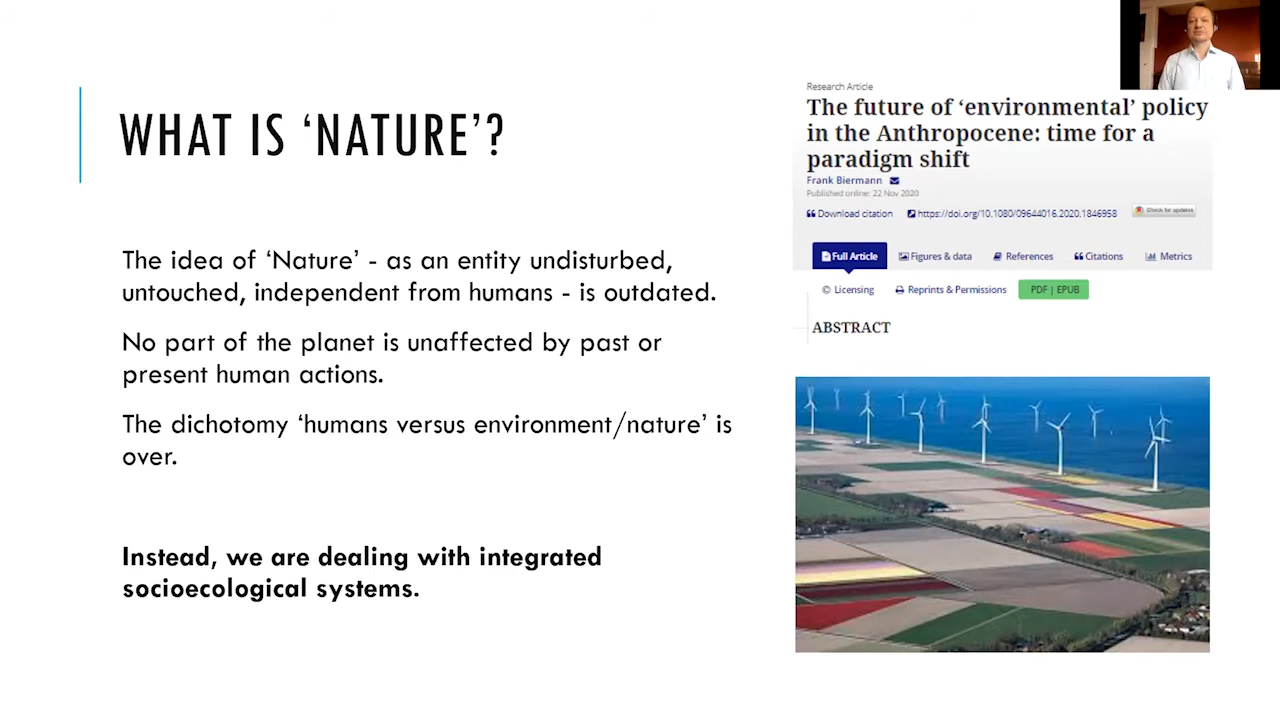 WHAT IS ‘NATURE’?
The idea of ‘Nature’ - as an entity undisturbed,
untouched, independent from humans - is outdated.
No part of the planet is unaffected by past or
present human actions.
The dichotomy ‘humans versus environment/nature’ is
over.
Instead, we are dealing with integrated
socioecological systems.
Research Article
The future of ‘environmental’ policy
in the Anthropocene: time for a
paradigm shift
Frank Biermann
Published online: 22 Nov 2020
Download citation https://doi.org/10.1080/09644016.2020.1846958 Check for updates
Full Article Figures & data References Citations Metrics
© Licensing Reprints & Permissions PDF | EPUB
ABSTRACT